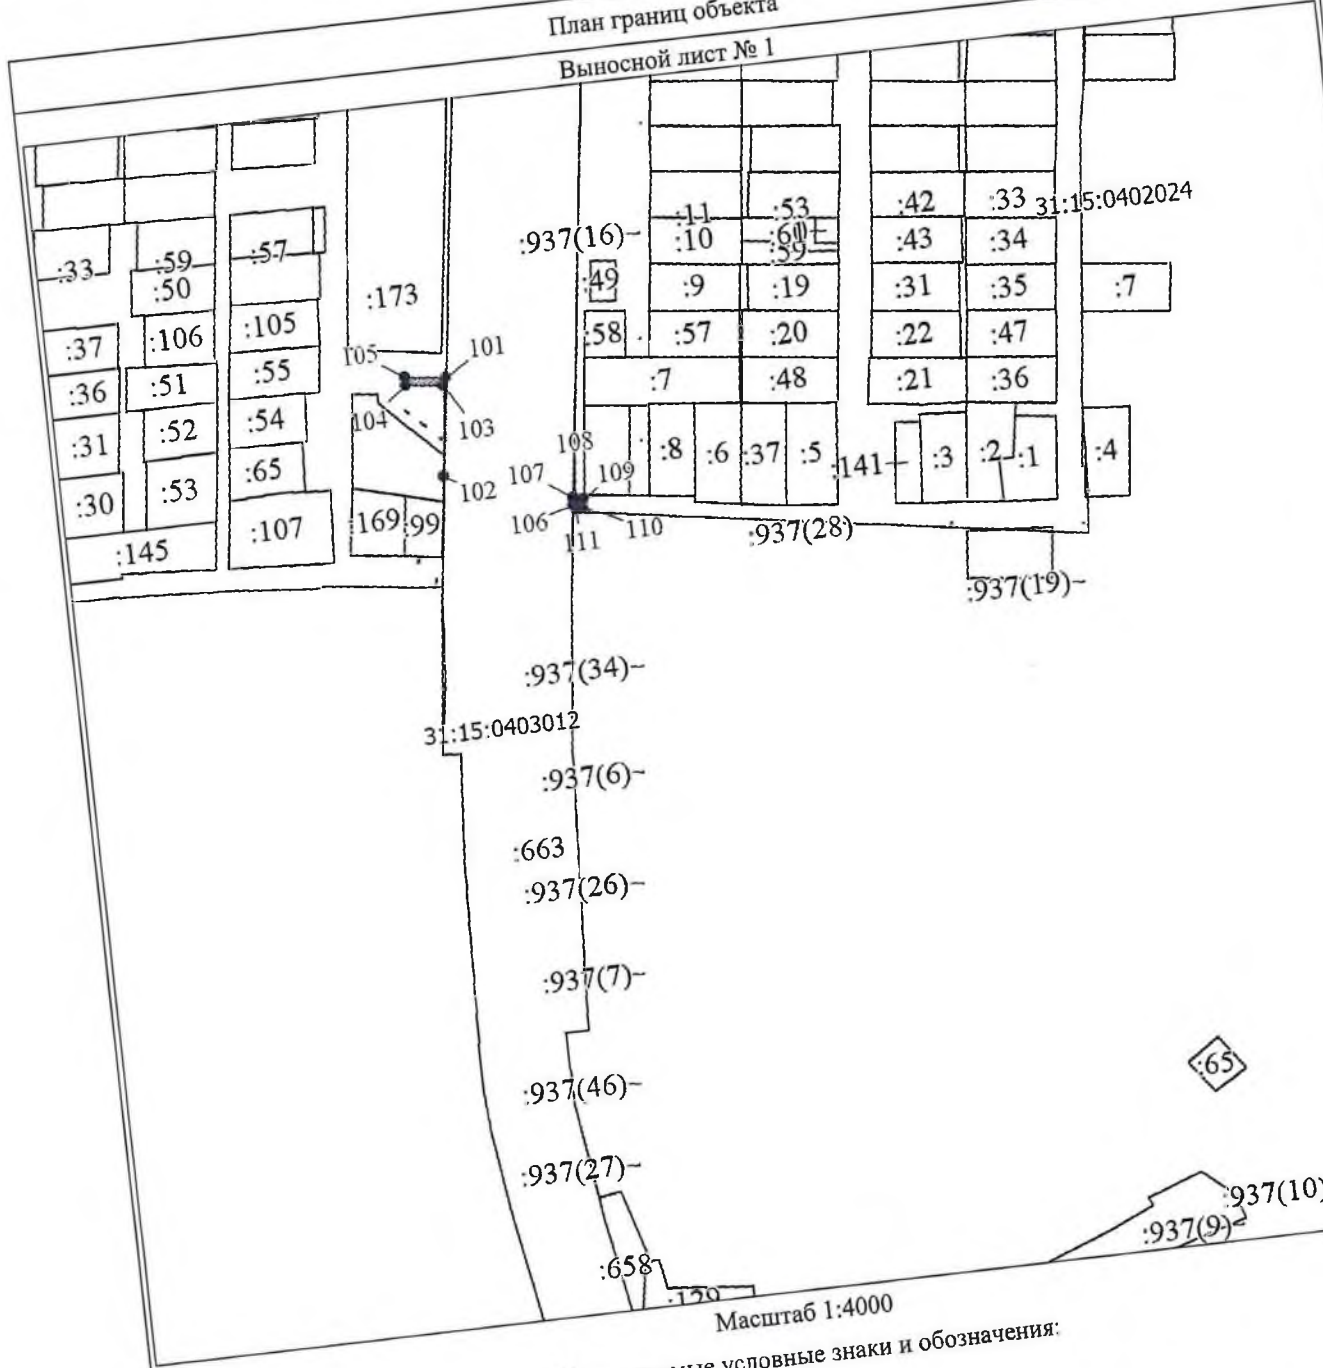 План границ объекта
Выносной лист № 1
:11 :53 :42 :33 31:15:0402024
:937(16) :10 :59 :43 :34
:33 :59 :57
:50 :173 :49 :9 :19 :31 :35 :7
:37 :106 :105 :58 :57 :20 :22 :47
105 101
:36 :51 :55 :7 :48 :21 :36
104 103
:31 :52 :54 108
:65 :8 :6 :37 :5 :141 :3 :2 :1 :4
:30 :53 102 107 109
:107 :169 :99 106 110 :937(28)
:145 111
:937(19)
:937(34)
31:15:0403012
:937(6)
:663
:937(26)
:937(7)
:65
:937(46)
:937(27)
:937(10)
:937(9)
:658
:129
Масштаб 1:4000
условные знаки и обозначения: